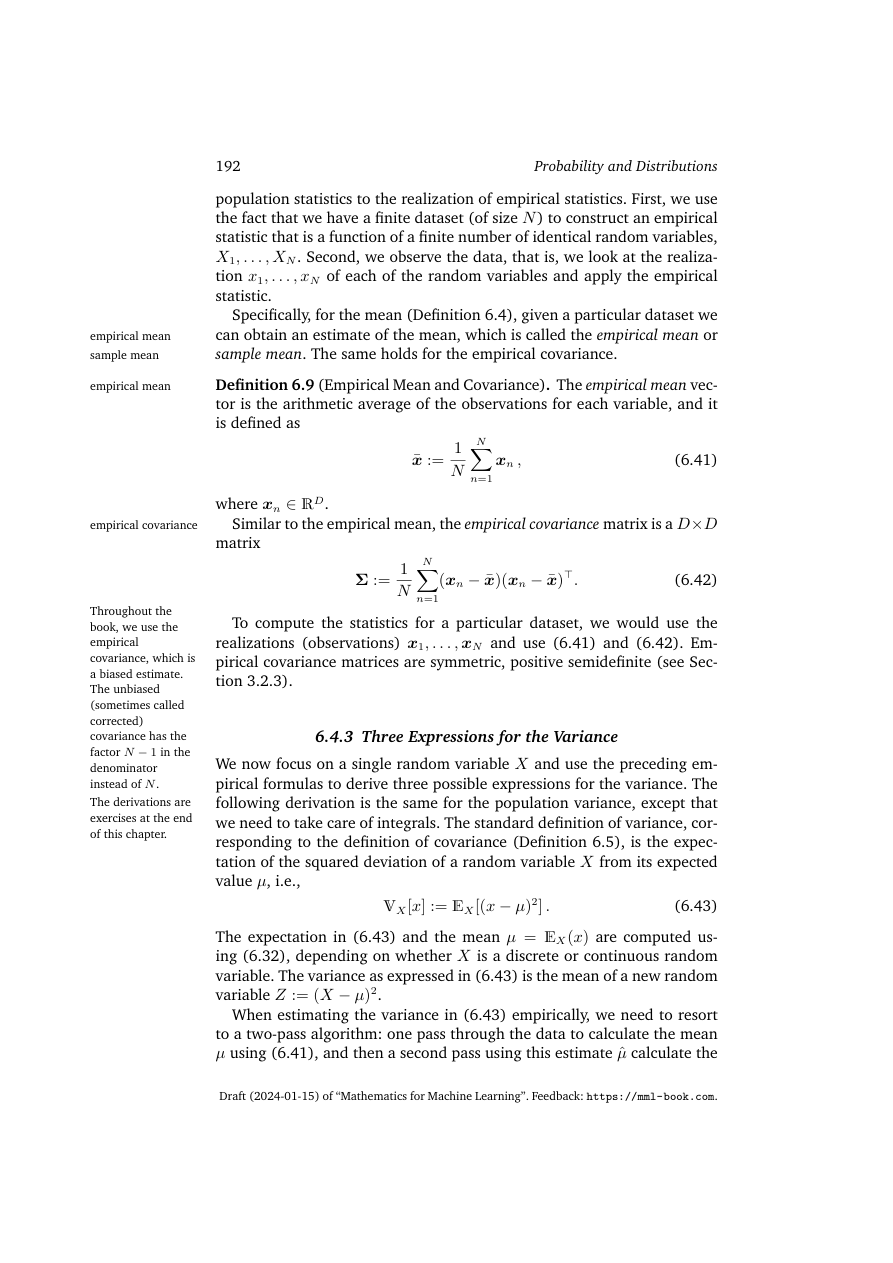 192 Probability and Distributions
population statistics to the realization of empirical statistics. First, we use
the fact that we have a finite dataset (of size N) to construct an empirical
statistic that is a function of a finite number of identical random variables,
X₁, . . . , X_N. Second, we observe the data, that is, we look at the realiza-
tion x₁, . . . , x_N of each of the random variables and apply the empirical
statistic.
Specifically, for the mean (Definition 6.4), given a particular dataset we
empirical mean
can obtain an estimate of the mean, which is called the empirical mean or
sample mean
sample mean. The same holds for the empirical covariance.
empirical mean
Definition 6.9 (Empirical Mean and Covariance). The empirical mean vec-
tor is the arithmetic average of the observations for each variable, and it
is defined as
x̄ := 1/N ∑_{n=1}^{N} x_n , (6.41)
where x_n ∈ ℝ^D.
empirical covariance
Similar to the empirical mean, the empirical covariance matrix is a D×D
matrix
Σ := 1/N ∑_{n=1}^{N} (x_n − x̄)(x_n − x̄)^⊤. (6.42)
Throughout the
book, we use the
empirical
covariance, which is
a biased estimate.
The unbiased
(sometimes called
corrected)
covariance has the
factor N − 1 in the
denominator
instead of N.
The derivations are
exercises at the end
of this chapter.
To compute the statistics for a particular dataset, we would use the
realizations (observations) x₁, . . . , x_N and use (6.41) and (6.42). Em-
pirical covariance matrices are symmetric, positive semidefinite (see Sec-
tion 3.2.3).
6.4.3 Three Expressions for the Variance
We now focus on a single random variable X and use the preceding em-
pirical formulas to derive three possible expressions for the variance. The
following derivation is the same for the population variance, except that
we need to take care of integrals. The standard definition of variance, cor-
responding to the definition of covariance (Definition 6.5), is the expec-
tation of the squared deviation of a random variable X from its expected
value μ, i.e.,
𝕍_X[x] := 𝔼_X[(x − μ)²] . (6.43)
The expectation in (6.43) and the mean μ = 𝔼_X(x) are computed us-
ing (6.32), depending on whether X is a discrete or continuous random
variable. The variance as expressed in (6.43) is the mean of a new random
variable Z := (X − μ)².
When estimating the variance in (6.43) empirically, we need to resort
to a two-pass algorithm: one pass through the data to calculate the mean
μ using (6.41), and then a second pass using this estimate μ̂ calculate the
Draft (2024-01-15) of “Mathematics for Machine Learning”. Feedback: https://mml-book.com.